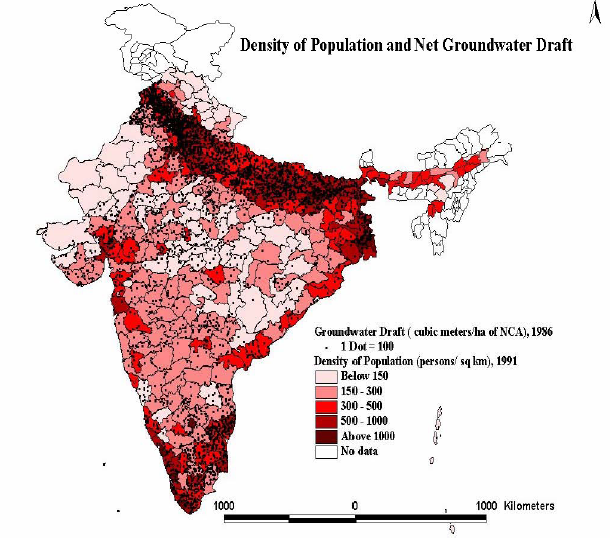 Density of Population and Net Groundwater Draft
Groundwater Draft ( cubic meters/ha of NCA), 1986
1 Dot = 100
Density of Population (persons/ sq km), 1991
Below 150
150 - 300
300 - 500
500 - 1000
Above 1000
No data
1000 0 1000 Kilometers